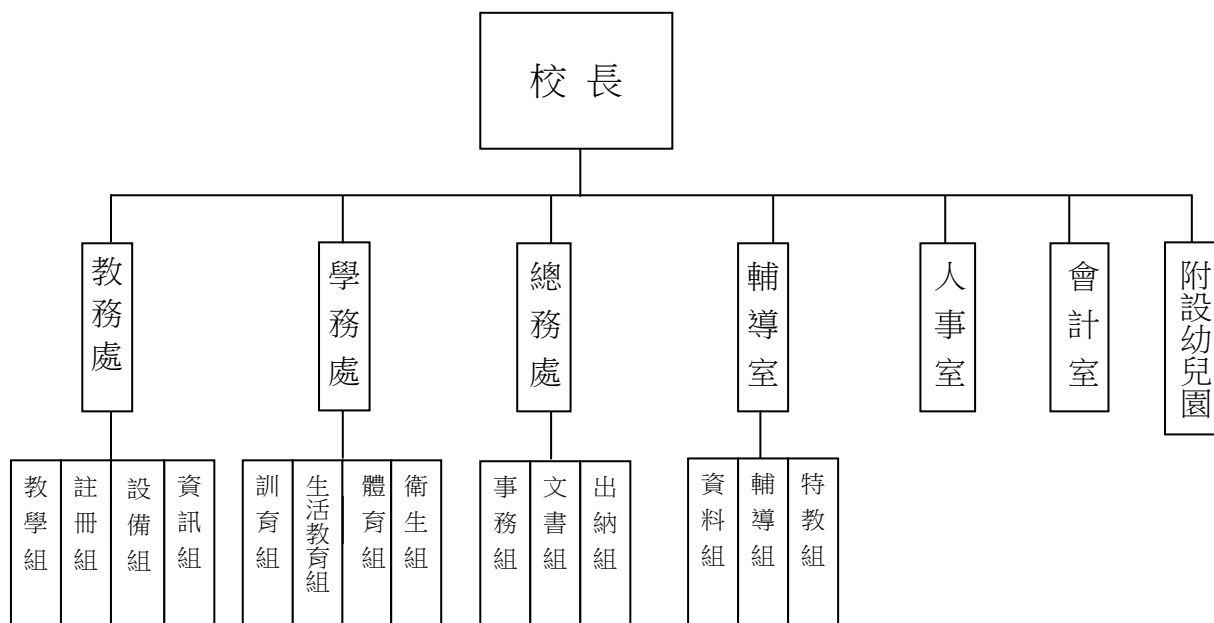 校 長
教務處
學務處
總務處
輔導室
人事室
會計室
附設幼兒園
教學組
註冊組
設備組
資訊組
訓育組
生活教育組
體育組
衛生組
事務組
文書組
出納組
資料組
輔導組
特教組